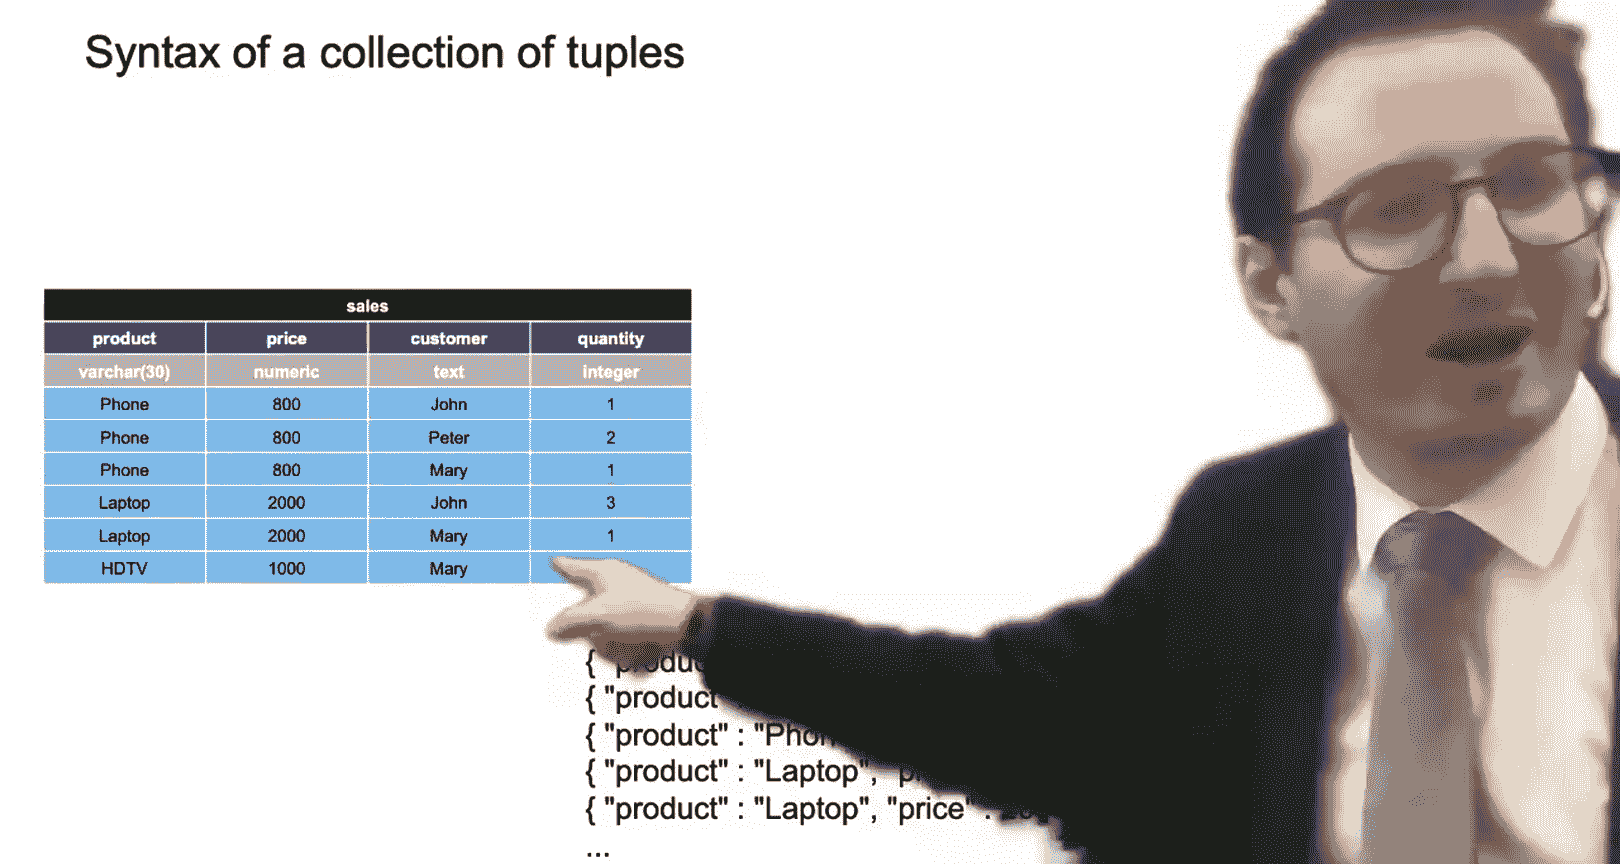 Syntax of a collection of tuples
sales
product price customer quantity
varchar(30) numeric text integer
Phone 800 John 1
Phone 800 Peter 2
Phone 800 Mary 1
Laptop 2000 John 3
Laptop 2000 Mary 1
HDTV 1000 Mary
{ "product
{ "product"
{ "product" : "Phon
{ "product" : "Laptop",
{ "product" : "Laptop", "price" :
...